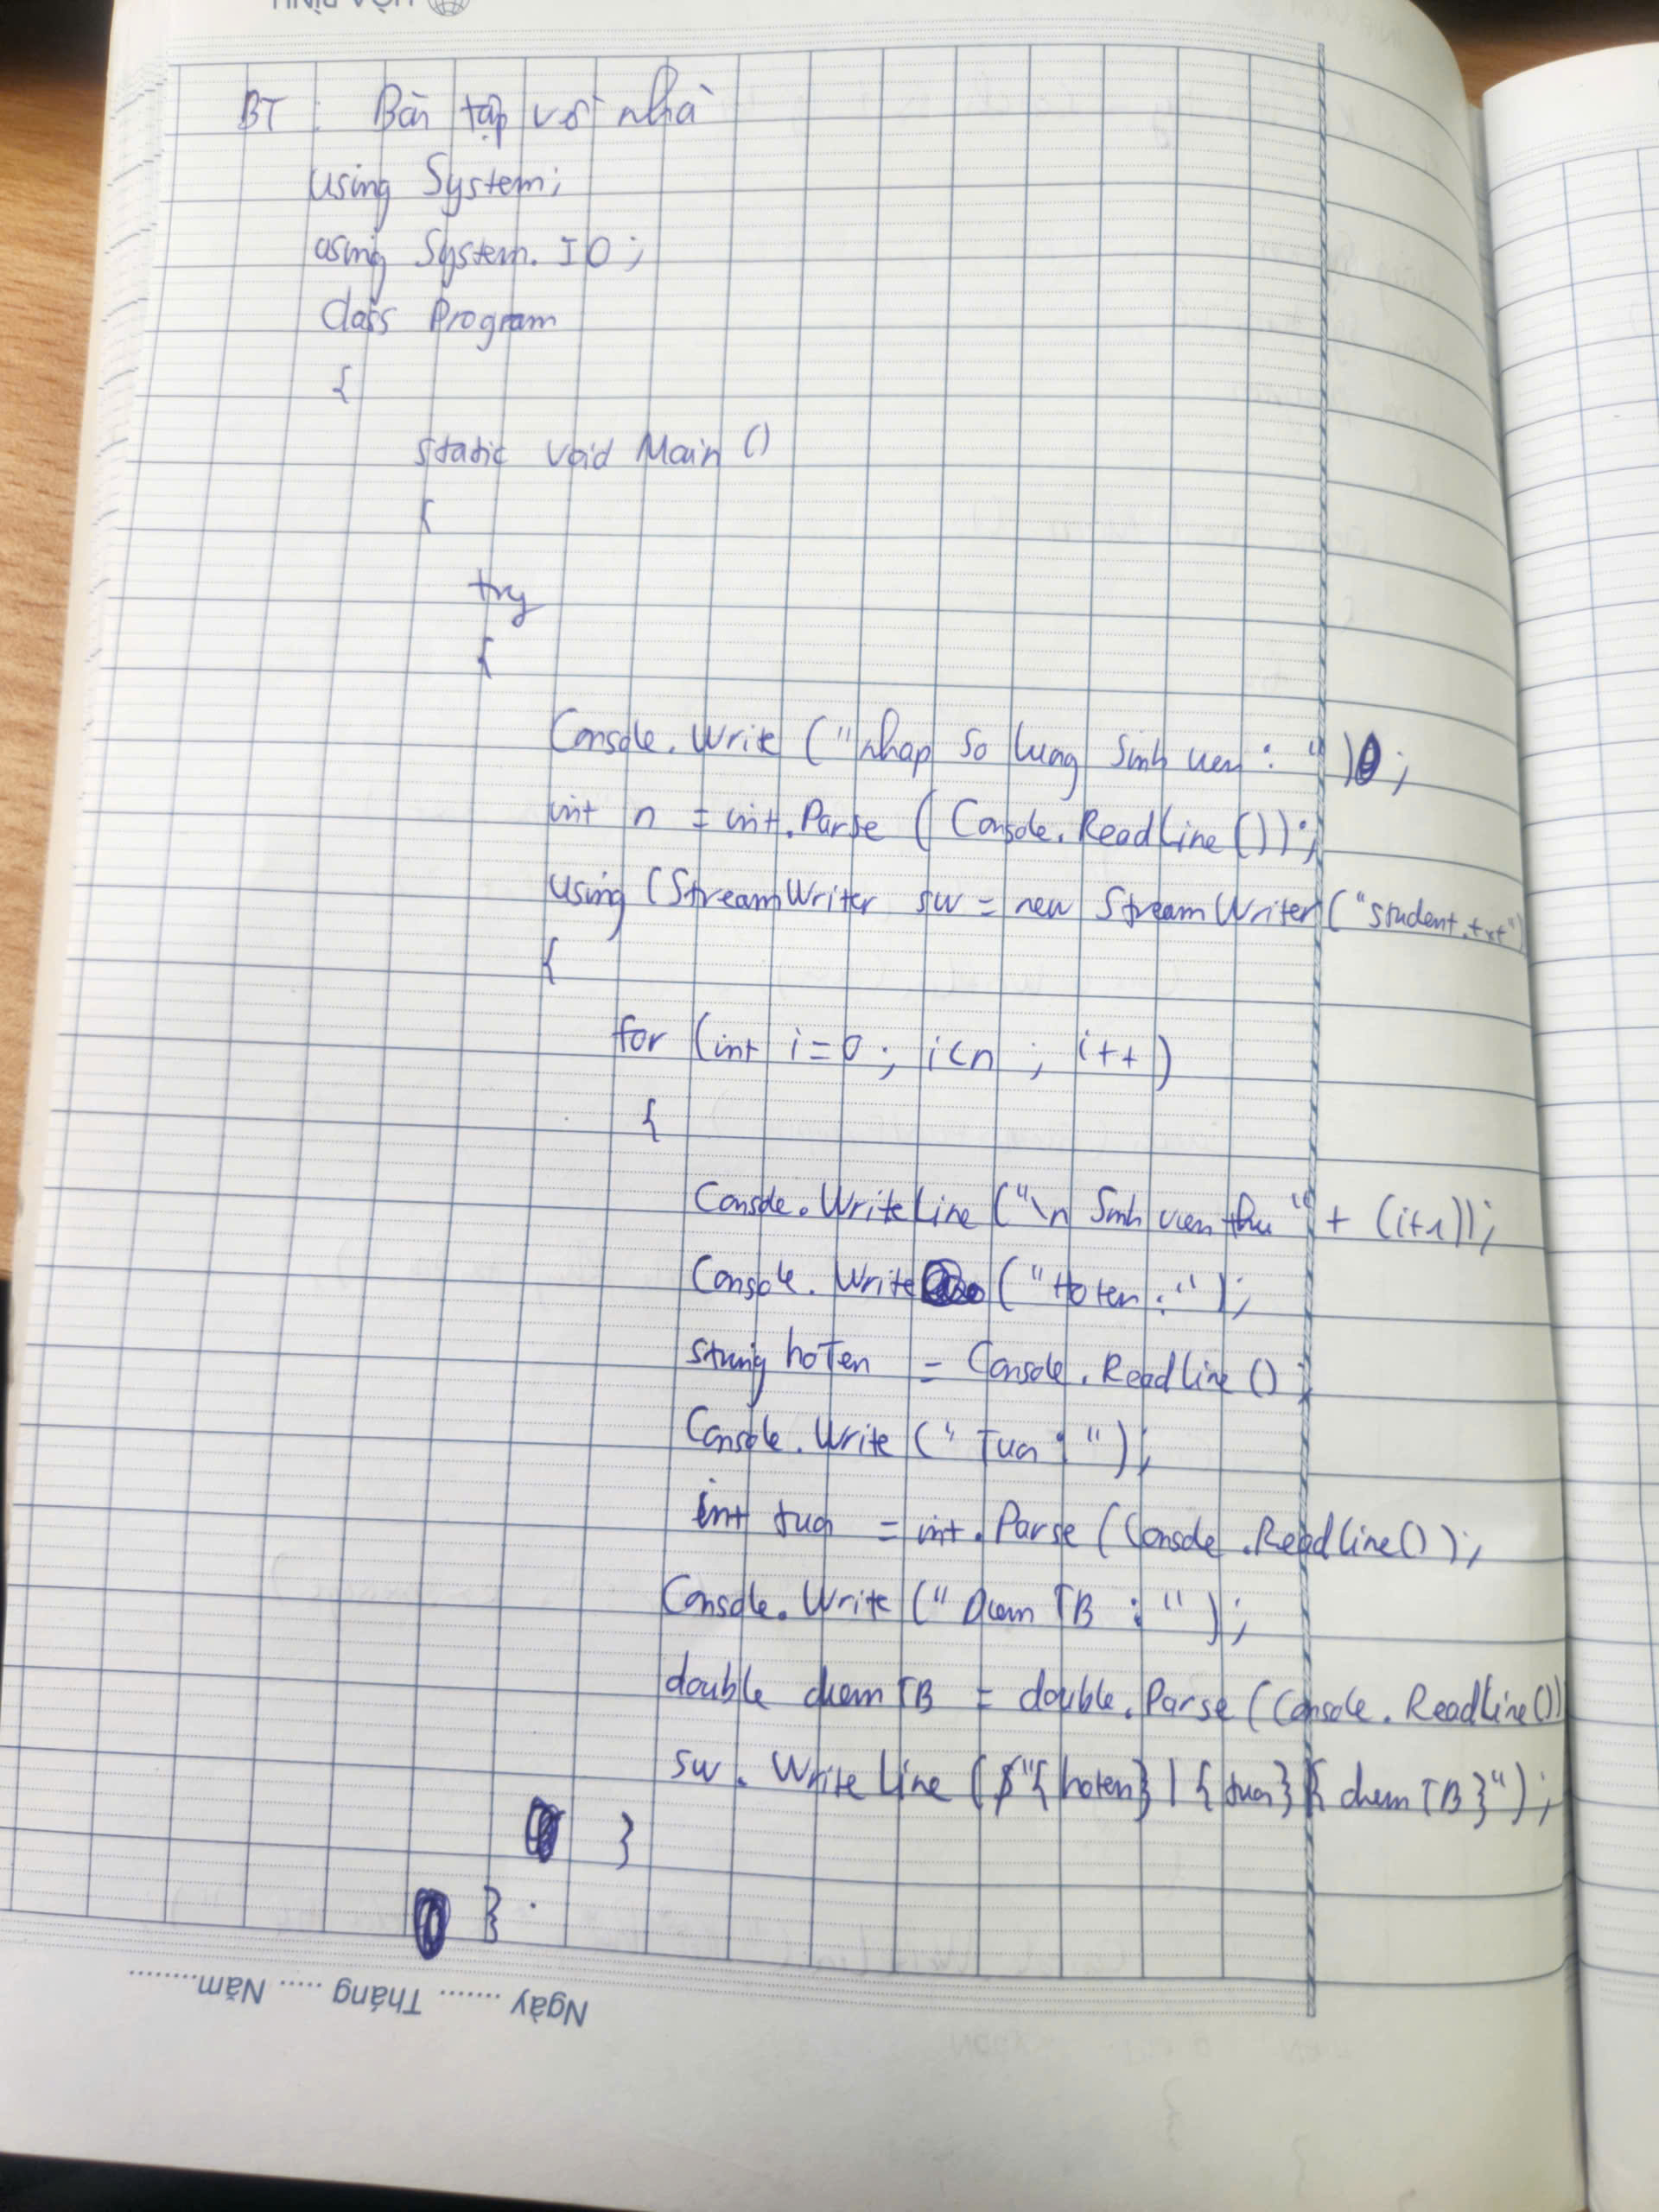 HÒA BÌNH
BT : Bài tập về nhà
using System;
using System.IO;
class Program
{
static void Main ()
{
try
{
Console.Write ("nhap so luong sinh vien : " );
int n = int.Parse ( Console.ReadLine ());
using (StreamWriter sw = new StreamWriter ("student.txt")
{
for (int i=0 ; i<n ; i++ )
{
Console.WriteLine ("\n Sinh vien thu " + (i+1));
Console.Write ("Ho ten : " );
string hoTen = Console.ReadLine () ;
Console.Write (" Tuoi : " );
int tuoi = int.Parse (Console.ReadLine());
Console.Write (" Diem TB : " );
double diemTB = double.Parse (Console.ReadLine())
sw.WriteLine ($"{hoten} | {tuoi} | { diemTB }");
}
}
Ngày ....... Tháng ..... Năm.........